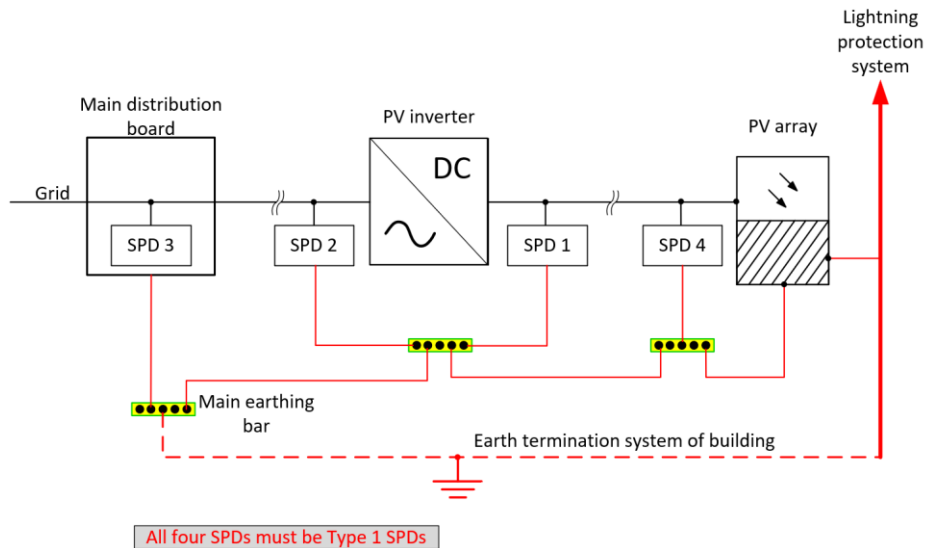 Lightning
protection
system
Main distribution
board
PV inverter
PV array
DC
Grid
SPD 3
SPD 2
SPD 1
SPD 4
Main earthing
bar
Earth termination system of building
All four SPDs must be Type 1 SPDs